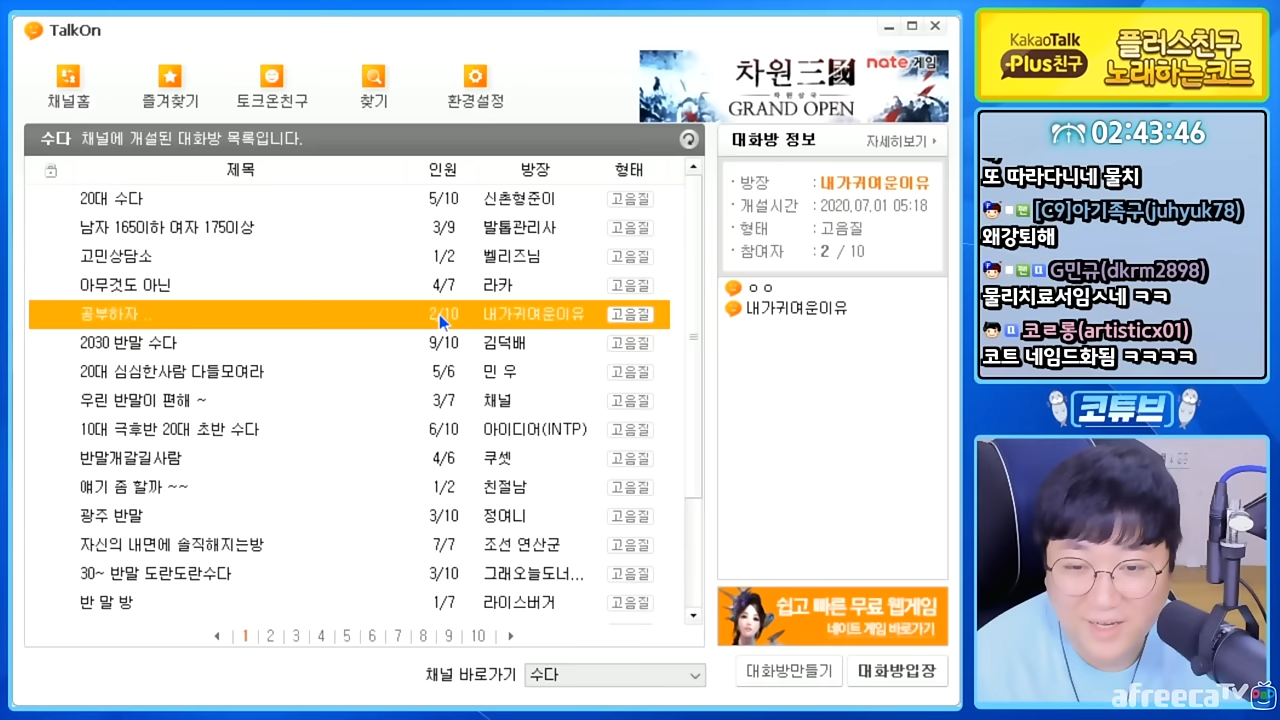 TalkOn
채널홈
즐겨찾기
토크온친구
찾기
환경설정
차원三國
차원삼국
GRAND OPEN
nate 게임
수다 채널에 개설된 대화방 목록입니다.
제목 인원 방장 형태
20대 수다 5/10 신촌형준이 고음질
남자 165이하 여자 175이상 3/9 발톱관리사 고음질
고민상담소 1/2 벨리즈님 고음질
아무것도 아닌 4/7 라카 고음질
공부하자 .. 2/10 내가귀여운이유 고음질
2030 반말 수다 9/10 김덕배 고음질
20대 심심한사람 다들모여라 5/6 민 우 고음질
우린 반말이 편해 ~ 3/7 채널 고음질
10대 극후반 20대 초반 수다 6/10 아이디어(INTP) 고음질
반말개갈길사람 4/6 쿠셋 고음질
얘기 좀 할까 ~~ 1/2 친절남 고음질
광주 반말 3/10 정여니 고음질
자신의 내면에 솔직해지는방 7/7 조선 연산군 고음질
30~ 반말 도란도란수다 3/10 그래오늘도너... 고음질
반 말 방 1/7 라이스버거 고음질
1 2 3 4 5 6 7 8 9 10
채널 바로가기 수다
대화방 정보 자세히보기
· 방장 : 내가귀여운이유
· 개설시간 : 2020.07.01 05:18
· 형태 : 고음질
· 참여자 : 2 / 10
ㅇㅇ
내가귀여운이유
쉽고 빠른 무료 웹게임
네이트 게임 바로가기
대화방만들기 대화방입장
KakaoTalk
Plus친구
플러스친구
노래하는코트
02:43:46
또 따라다니네 물치
팬 [C9]아기족구(juhyuk78)
왜강퇴해
팬 G민규(dkrm2898)
물리치료서임ㅅ네 ㅋㅋ
코ㄹ롱(artisticx01)
코트 네임드화됨 ㅋㅋㅋㅋ
코튜브
afreecaTV